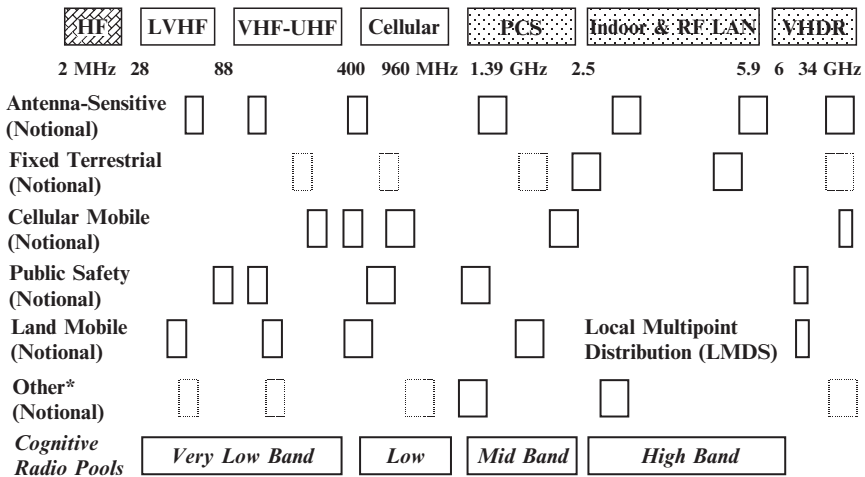 HF LVHF VHF-UHF Cellular PCS Indoor & RF LAN VHDR
2 MHz 28 88 400 960 MHz 1.39 GHz 2.5 5.9 6 34 GHz
Antenna-Sensitive
(Notional)
Fixed Terrestrial
(Notional)
Cellular Mobile
(Notional)
Public Safety
(Notional)
Land Mobile
(Notional)
Local Multipoint
Distribution (LMDS)
Other*
(Notional)
Cognitive
Radio Pools
Very Low Band Low Mid Band High Band